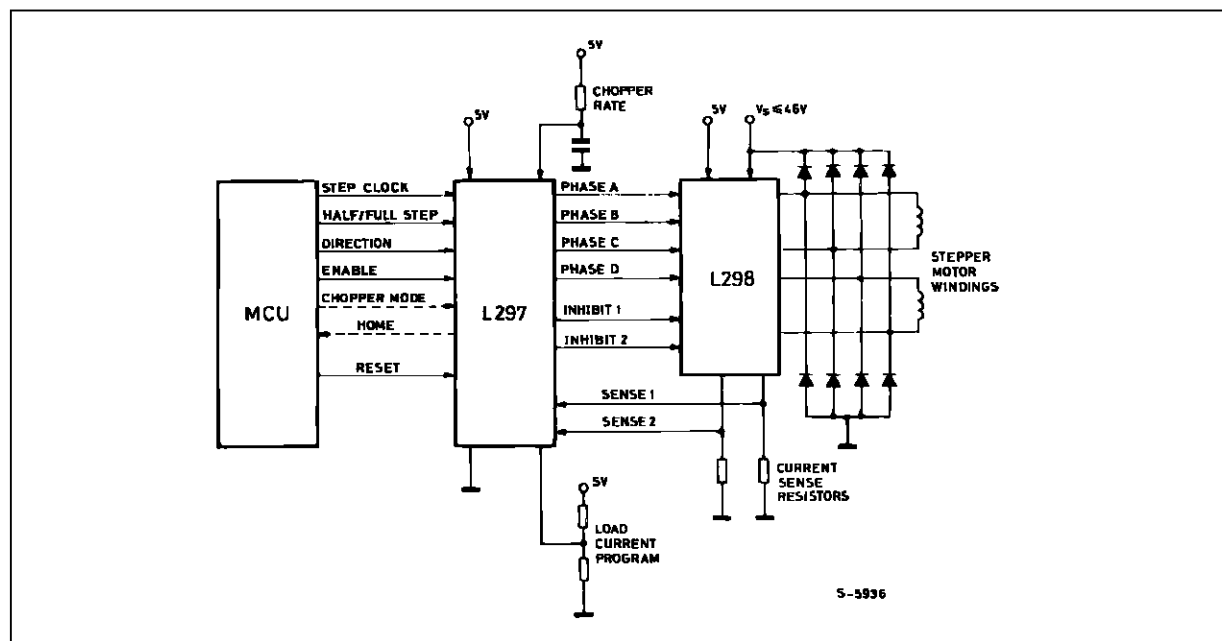 5V
CHOPPER
RATE
5V
5V
Vs ≤ 46V
STEP CLOCK
HALF/FULL STEP
DIRECTION
ENABLE
CHOPPER MODE
HOME
RESET
MCU
L297
PHASE A
PHASE B
PHASE C
PHASE D
INHIBIT 1
INHIBIT 2
SENSE 1
SENSE 2
L298
STEPPER
MOTOR
WINDINGS
CURRENT
SENSE
RESISTORS
5V
LOAD
CURRENT
PROGRAM
S-5936